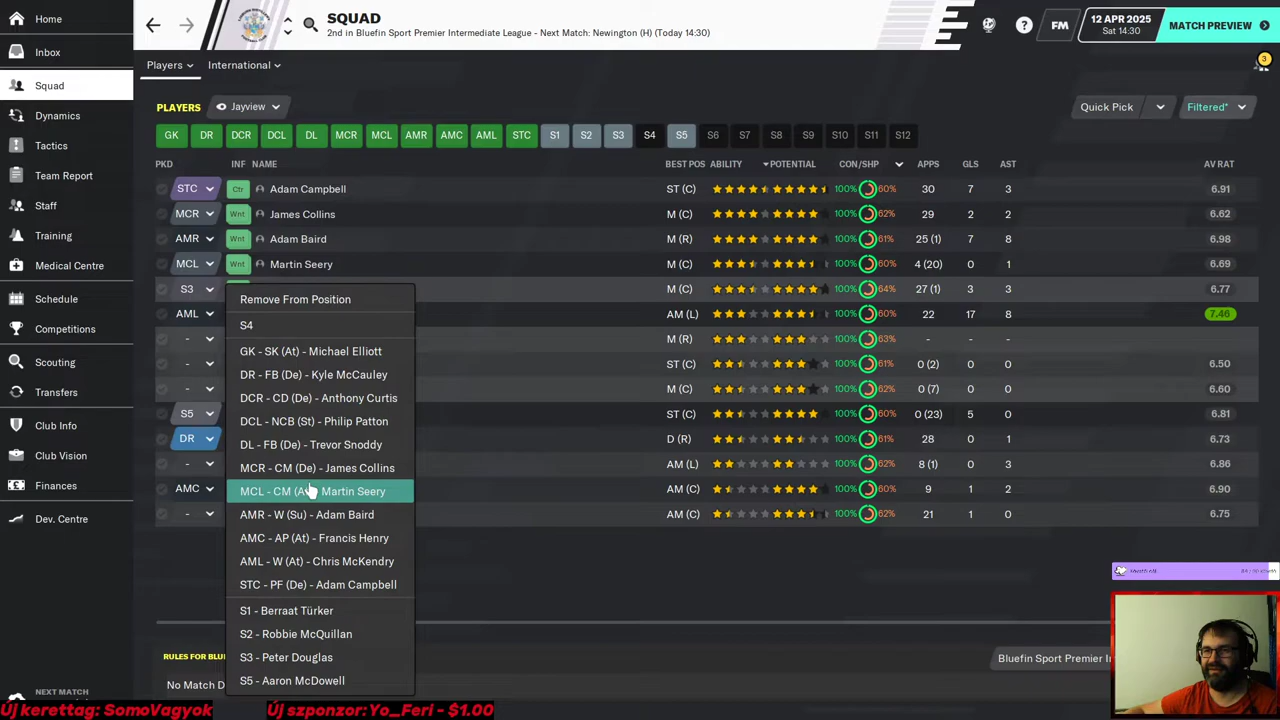 Home
SQUAD
2nd in Bluefin Sport Premier Intermediate League - Next Match: Newington (H) (Today 14:30)
FM
12 APR 2025
Sat 14:30
MATCH PREVIEW
Inbox
Squad
Dynamics
Tactics
Team Report
Staff
Training
Medical Centre
Schedule
Competitions
Scouting
Transfers
Club Info
Club Vision
Finances
Dev. Centre
NEXT MATCH
Players
International
3
PLAYERS
Jayview
Quick Pick
Filtered*
GK DR DCR DCL DL MCR MCL AMR AMC AML STC S1 S2 S3 S4 S5 S6 S7 S8 S9 S10 S11 S12
PKD INF NAME BEST POS ABILITY POTENTIAL CON/SHP APPS GLS AST AV RAT
STC Ctr Adam Campbell ST (C) 100% 60% 30 7 3 6.91
MCR Wnt James Collins M (C) 100% 62% 29 2 2 6.62
AMR Wnt Adam Baird M (R) 100% 61% 25 (1) 7 8 6.98
MCL Wnt Martin Seery M (C) 100% 60% 4 (20) 0 1 6.69
S3 M (C) 100% 64% 27 (1) 3 3 6.77
AML AM (L) 100% 60% 22 17 8 7.46
- M (R) 100% 63% - - - -
- ST (C) 100% 61% 0 (2) 0 0 6.50
- M (C) 100% 62% 0 (7) 0 0 6.60
S5 ST (C) 100% 60% 0 (23) 5 0 6.81
DR D (R) 100% 61% 28 0 1 6.73
- AM (L) 100% 62% 8 (1) 0 3 6.86
AMC AM (C) 100% 60% 9 1 2 6.90
- AM (C) 100% 62% 21 1 0 6.75
Remove From Position
S4
GK - SK (At) - Michael Elliott
DR - FB (De) - Kyle McCauley
DCR - CD (De) - Anthony Curtis
DCL - NCB (St) - Philip Patton
DL - FB (De) - Trevor Snoddy
MCR - CM (De) - James Collins
MCL - CM Martin Seery
AMR - W (Su) - Adam Baird
AMC - AP (At) - Francis Henry
AML - W (At) - Chris McKendry
STC - PF (De) - Adam Campbell
S1 - Berraat Türker
S2 - Robbie McQuillan
S3 - Peter Douglas
S5 - Aaron McDowell
RULES FOR BLU
No Match D
Bluefin Sport Premier In
Új kerettag: SomoVagyok
Új szponzor: Yo_Feri - $1.00